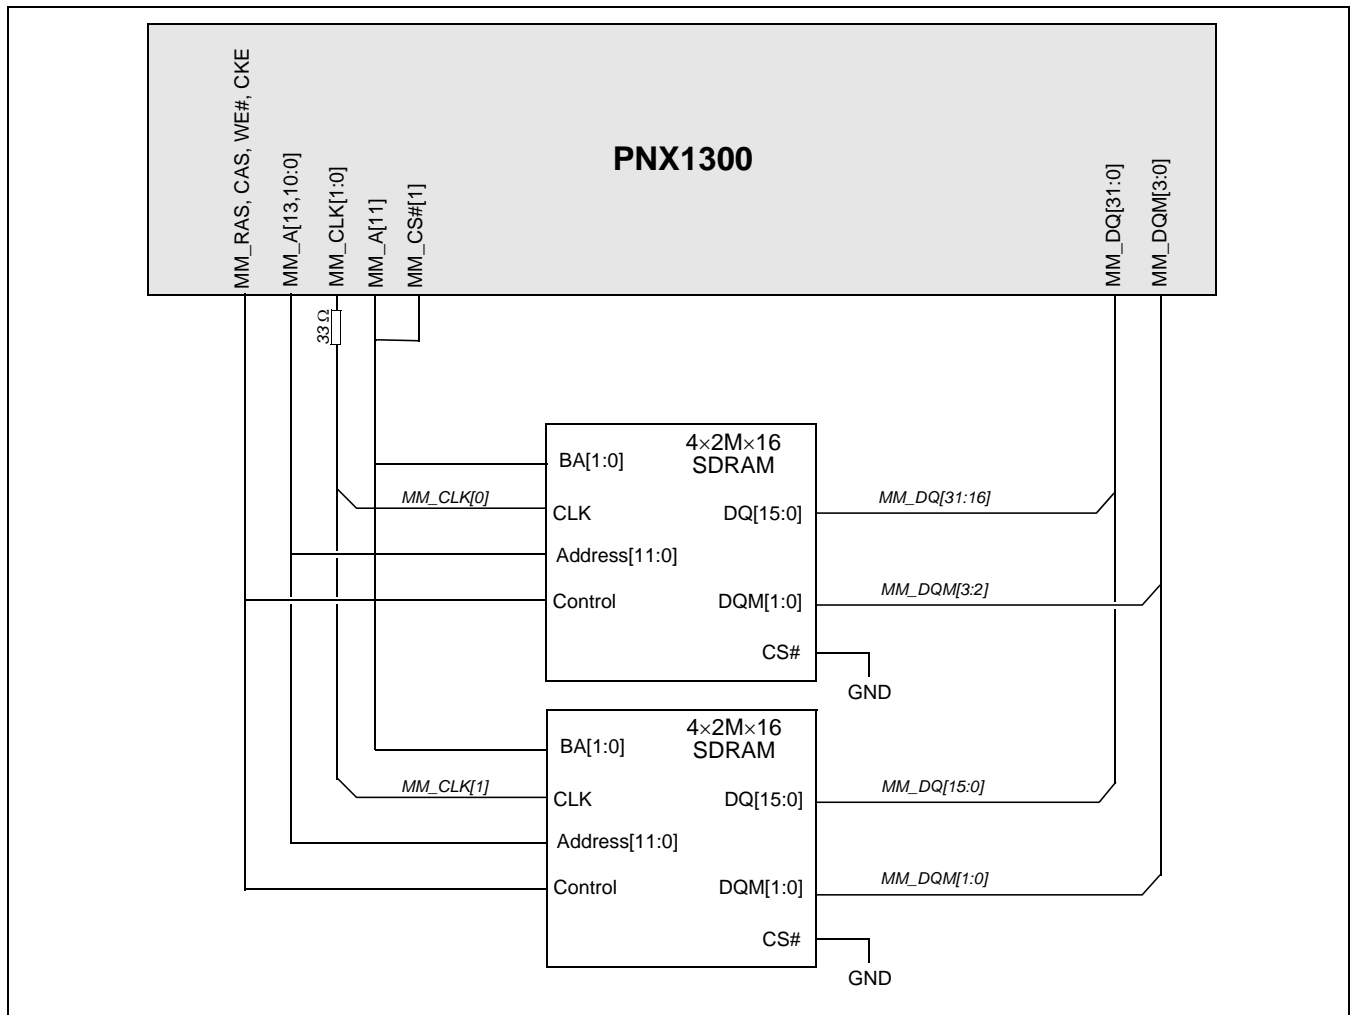 MM_RAS, CAS, WE#, CKE
MM_A[13,10:0]
MM_CLK[1:0]
MM_A[11]
MM_CS#[1]
PNX1300
MM_DQ[31:0]
MM_DQM[3:0]
33 Ω
4×2M×16
SDRAM
BA[1:0]
MM_CLK[0]
CLK
DQ[15:0]
MM_DQ[31:16]
Address[11:0]
Control
DQM[1:0]
MM_DQM[3:2]
CS#
GND
4×2M×16
SDRAM
BA[1:0]
MM_CLK[1]
CLK
DQ[15:0]
MM_DQ[15:0]
Address[11:0]
Control
DQM[1:0]
MM_DQM[1:0]
CS#
GND